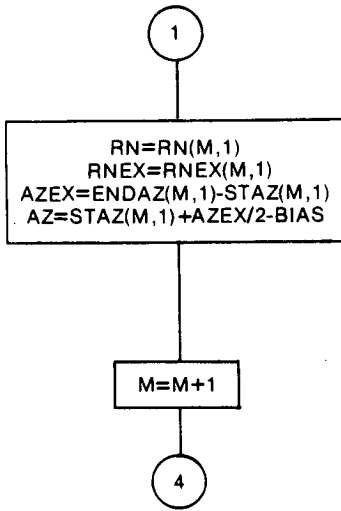 1
RN=RN(M,1)
RNEX=RNEX(M,1)
AZEX=ENDAZ(M,1)-STAZ(M,1)
AZ=STAZ(M,1)+AZEX/2-BIAS
M=M+1
4